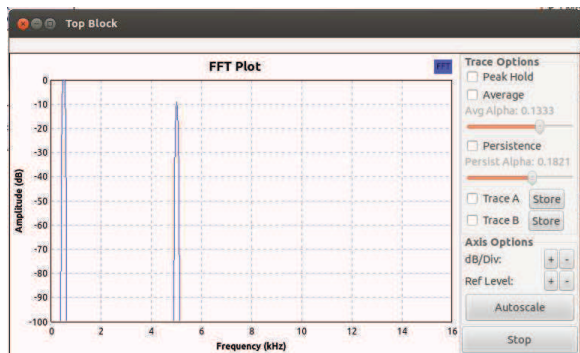 Top Block
FFT Plot
FFT
Amplitude (dB)
0
-10
-20
-30
-40
-50
-60
-70
-80
-90
-100
0 2 4 6 8 10 12 14 16
Frequency (kHz)
Trace Options
Peak Hold
Average
Avg Alpha: 0.1333
Persistence
Persist Alpha: 0.1821
Trace A Store
Trace B Store
Axis Options
dB/Div: + -
Ref Level: + -
Autoscale
Stop